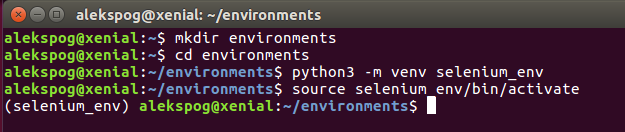 alekspog@xenial: ~/environments
alekspog@xenial:~$ mkdir environments
alekspog@xenial:~$ cd environments
alekspog@xenial:~/environments$ python3 -m venv selenium_env
alekspog@xenial:~/environments$ source selenium_env/bin/activate
(selenium_env) alekspog@xenial:~/environments$